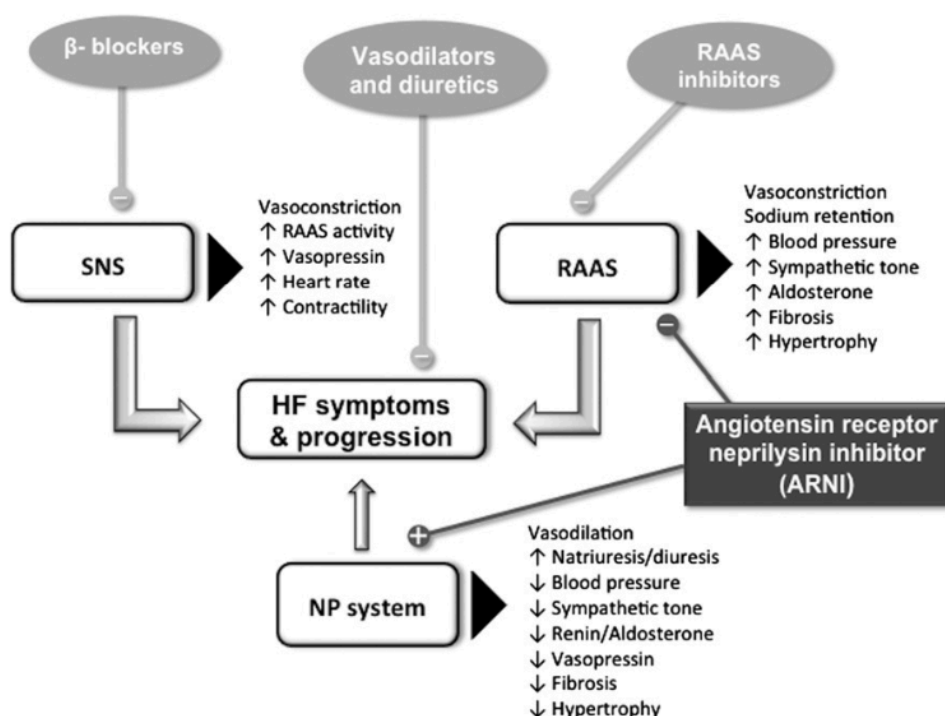 β- blockers
Vasodilators
and diuretics
RAAS
inhibitors
−
−
SNS
Vasoconstriction
↑ RAAS activity
↑ Vasopressin
↑ Heart rate
↑ Contractility
RAAS
Vasoconstriction
Sodium retention
↑ Blood pressure
↑ Sympathetic tone
↑ Aldosterone
↑ Fibrosis
↑ Hypertrophy
−
−
HF symptoms
& progression
Angiotensin receptor
neprilysin inhibitor
(ARNI)
+
NP system
Vasodilation
↑ Natriuresis/diuresis
↓ Blood pressure
↓ Sympathetic tone
↓ Renin/Aldosterone
↓ Vasopressin
↓ Fibrosis
↓ Hypertrophy